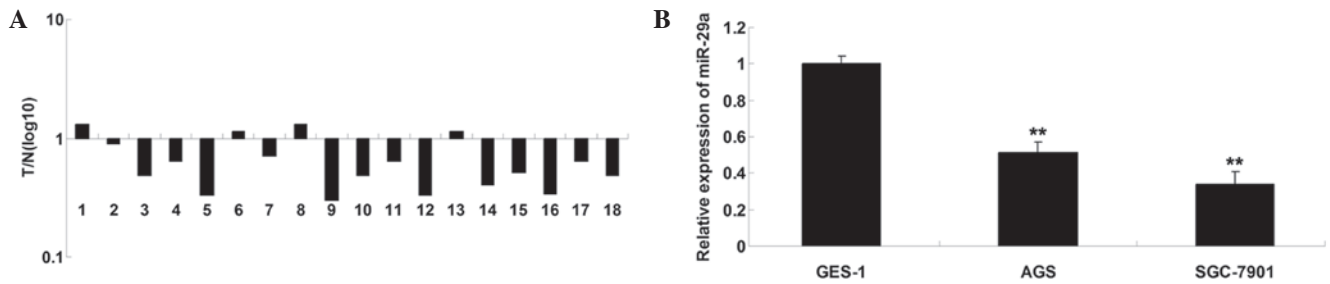 A
10
1
0.1
T/N(log10)
1 2 3 4 5 6 7 8 9 10 11 12 13 14 15 16 17 18
B
Relative expression of miR-29a
1.2
1
0.8
0.6
0.4
0.2
0
**
**
GES-1 AGS SGC-7901